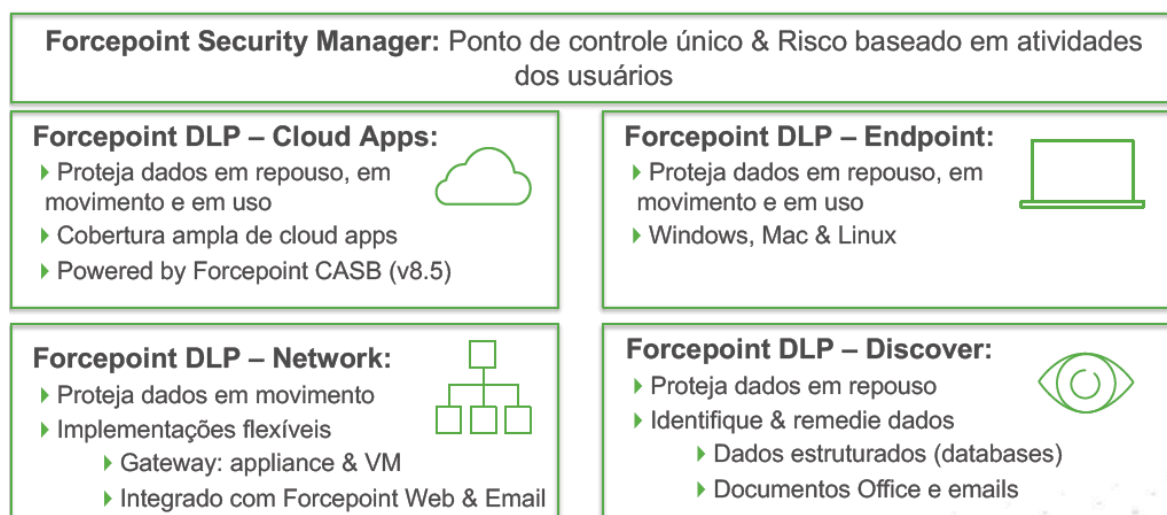 Forcepoint Security Manager: Ponto de controle único & Risco baseado em atividades
dos usuários
Forcepoint DLP – Cloud Apps:
Proteja dados em repouso, em
movimento e em uso
Cobertura ampla de cloud apps
Powered by Forcepoint CASB (v8.5)
Forcepoint DLP – Endpoint:
Proteja dados em repouso, em
movimento e em uso
Windows, Mac & Linux
Forcepoint DLP – Network:
Proteja dados em movimento
Implementações flexíveis
Gateway: appliance & VM
Integrado com Forcepoint Web & Email
Forcepoint DLP – Discover:
Proteja dados em repouso
Identifique & remedie dados
Dados estruturados (databases)
Documentos Office e emails